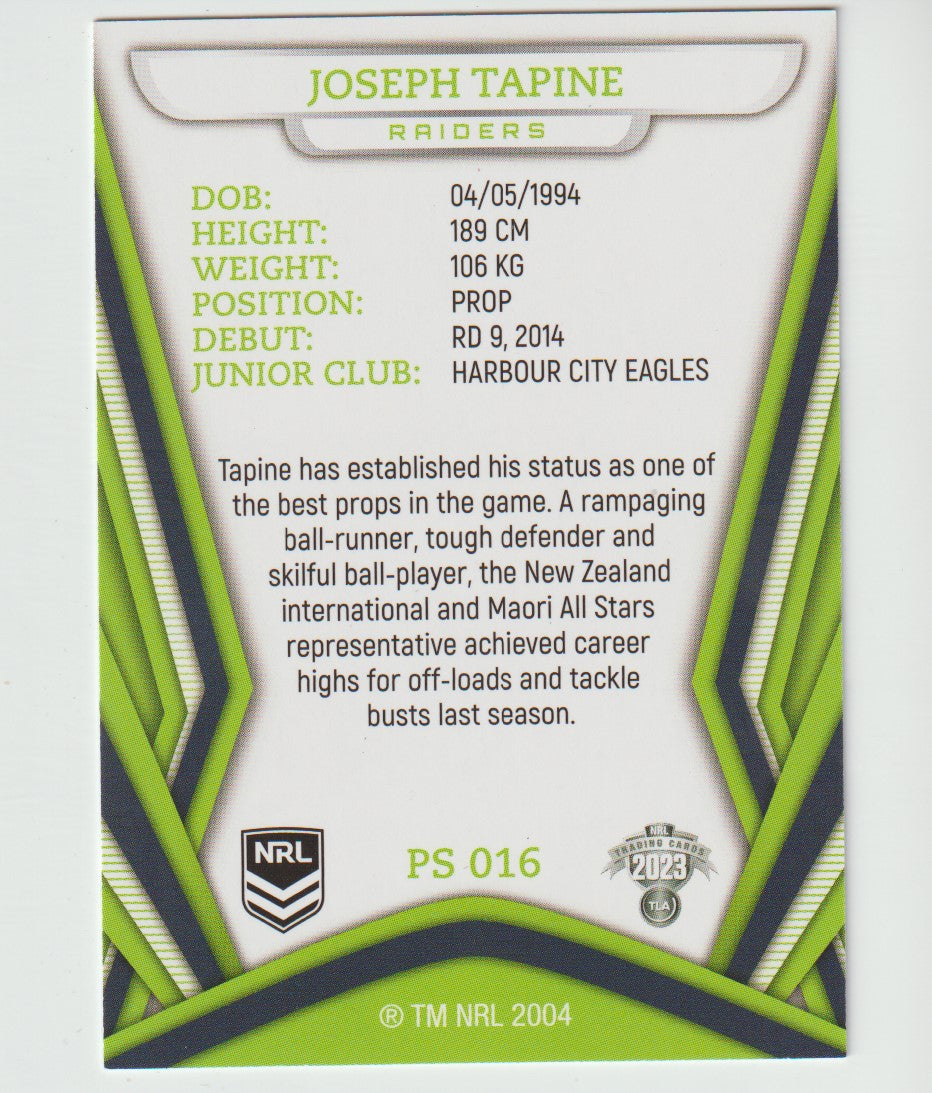 JOSEPH TAPINE
RAIDERS
DOB: 04/05/1994
HEIGHT: 189 CM
WEIGHT: 106 KG
POSITION: PROP
DEBUT: RD 9, 2014
JUNIOR CLUB: HARBOUR CITY EAGLES
Tapine has established his status as one of
the best props in the game. A rampaging
ball-runner, tough defender and
skilful ball-player, the New Zealand
international and Maori All Stars
representative achieved career
highs for off-loads and tackle
busts last season.
NRL
PS 016
NRL
TRADING CARDS
2023
TLA
® TM NRL 2004